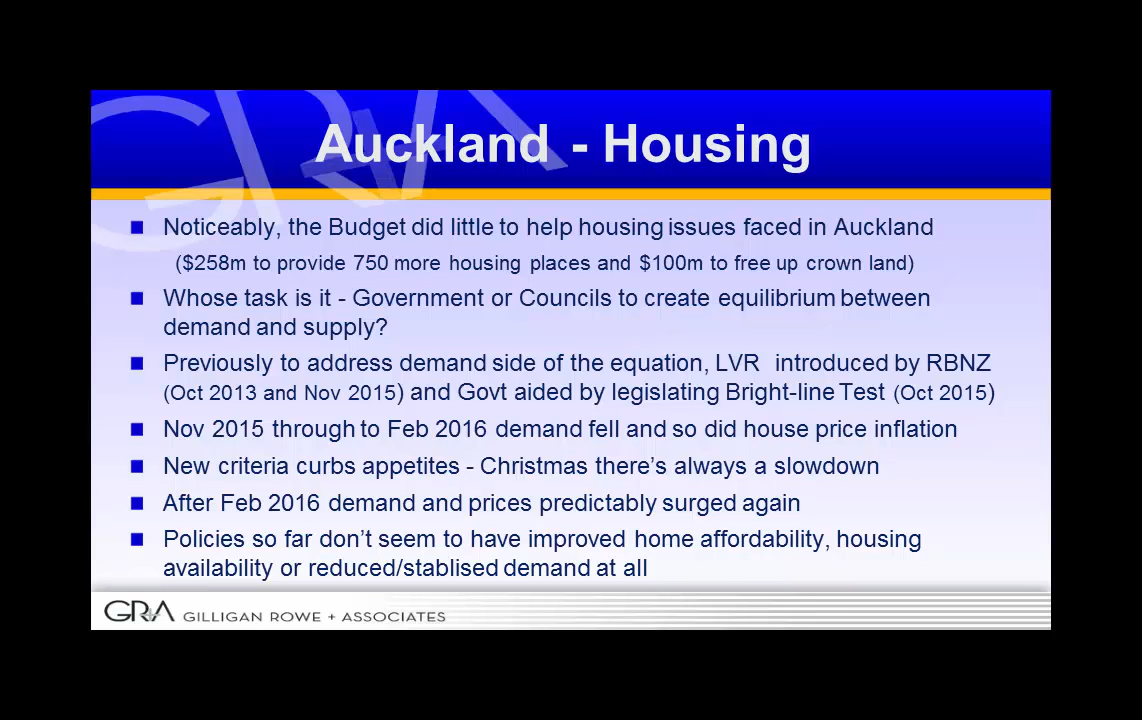 Auckland - Housing
Noticeably, the Budget did little to help housing issues faced in Auckland
($258m to provide 750 more housing places and $100m to free up crown land)
Whose task is it - Government or Councils to create equilibrium between
demand and supply?
Previously to address demand side of the equation, LVR introduced by RBNZ
(Oct 2013 and Nov 2015) and Govt aided by legislating Bright-line Test (Oct 2015)
Nov 2015 through to Feb 2016 demand fell and so did house price inflation
New criteria curbs appetites - Christmas there's always a slowdown
After Feb 2016 demand and prices predictably surged again
Policies so far don't seem to have improved home affordability, housing
availability or reduced/stablised demand at all
GRA GILLIGAN ROWE + ASSOCIATES